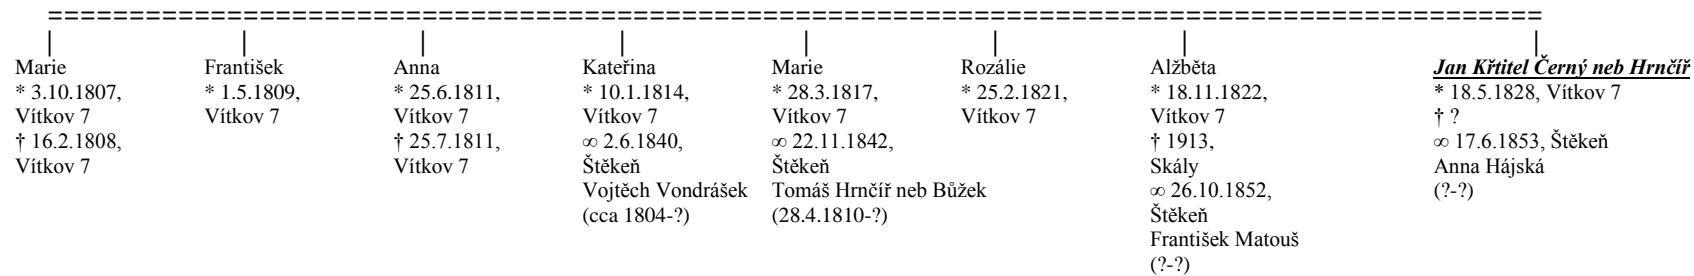 Marie
* 3.10.1807,
Vítkov 7
† 16.2.1808,
Vítkov 7
František
* 1.5.1809,
Vítkov 7
Anna
* 25.6.1811,
Vítkov 7
† 25.7.1811,
Vítkov 7
Kateřina
* 10.1.1814,
Vítkov 7
∞ 2.6.1840,
Štěkeň
Vojtěch Vondrášek
(cca 1804-?)
Marie
* 28.3.1817,
Vítkov 7
∞ 22.11.1842,
Štěkeň
Tomáš Hrnčíř neb Bůžek
(28.4.1810-?)
Rozálie
* 25.2.1821,
Vítkov 7
Alžběta
* 18.11.1822,
Vítkov 7
† 1913,
Skály
∞ 26.10.1852,
Štěkeň
František Matouš
(?-?)
Jan Křtitel Černý neb Hrnčíř
* 18.5.1828, Vítkov 7
† ?
∞ 17.6.1853, Štěkeň
Anna Hájská
(?-?)